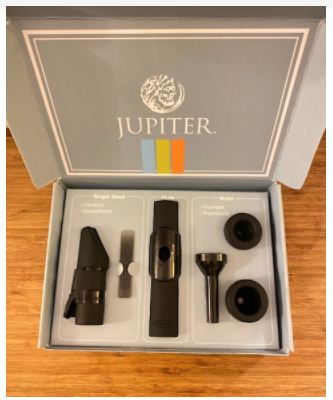 JUPITER
Single Reed
- Clarinet
- Saxophone
Flute
Brass
- Trumpet
- Trombone